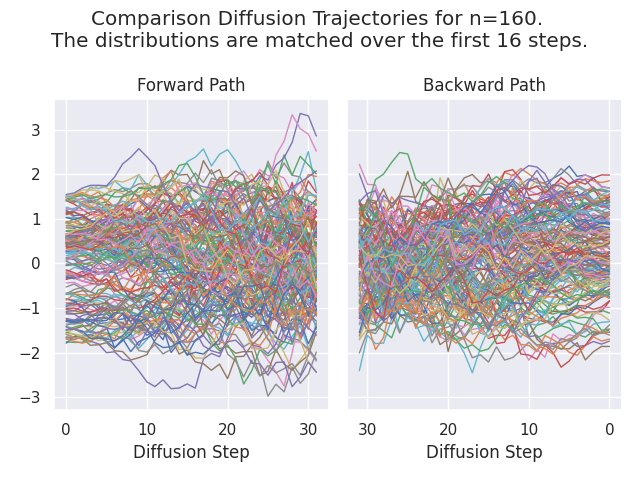 Comparison Diffusion Trajectories for n=160.
The distributions are matched over the first 16 steps.
Forward Path
Backward Path
3
2
1
0
−1
−2
−3
0 10 20 30
30 20 10 0
Diffusion Step
Diffusion Step